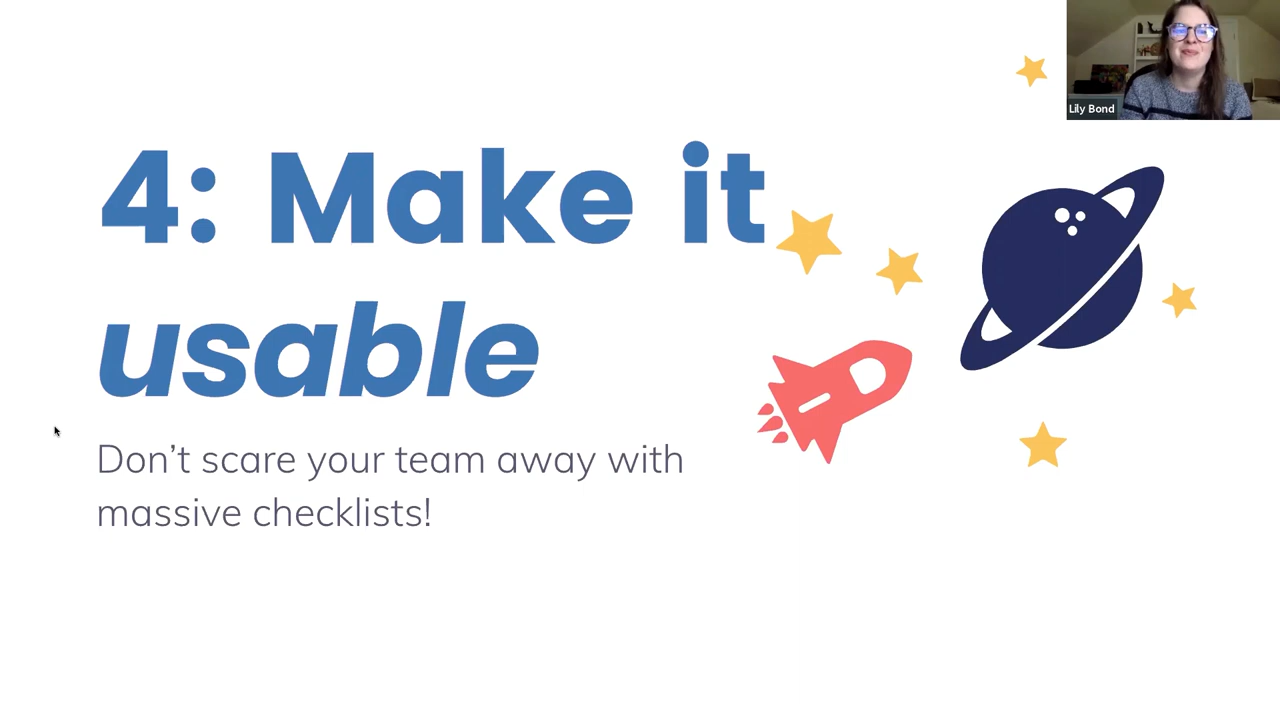 4: Make it
usable
Don’t scare your team away with
massive checklists!
Lily Bond